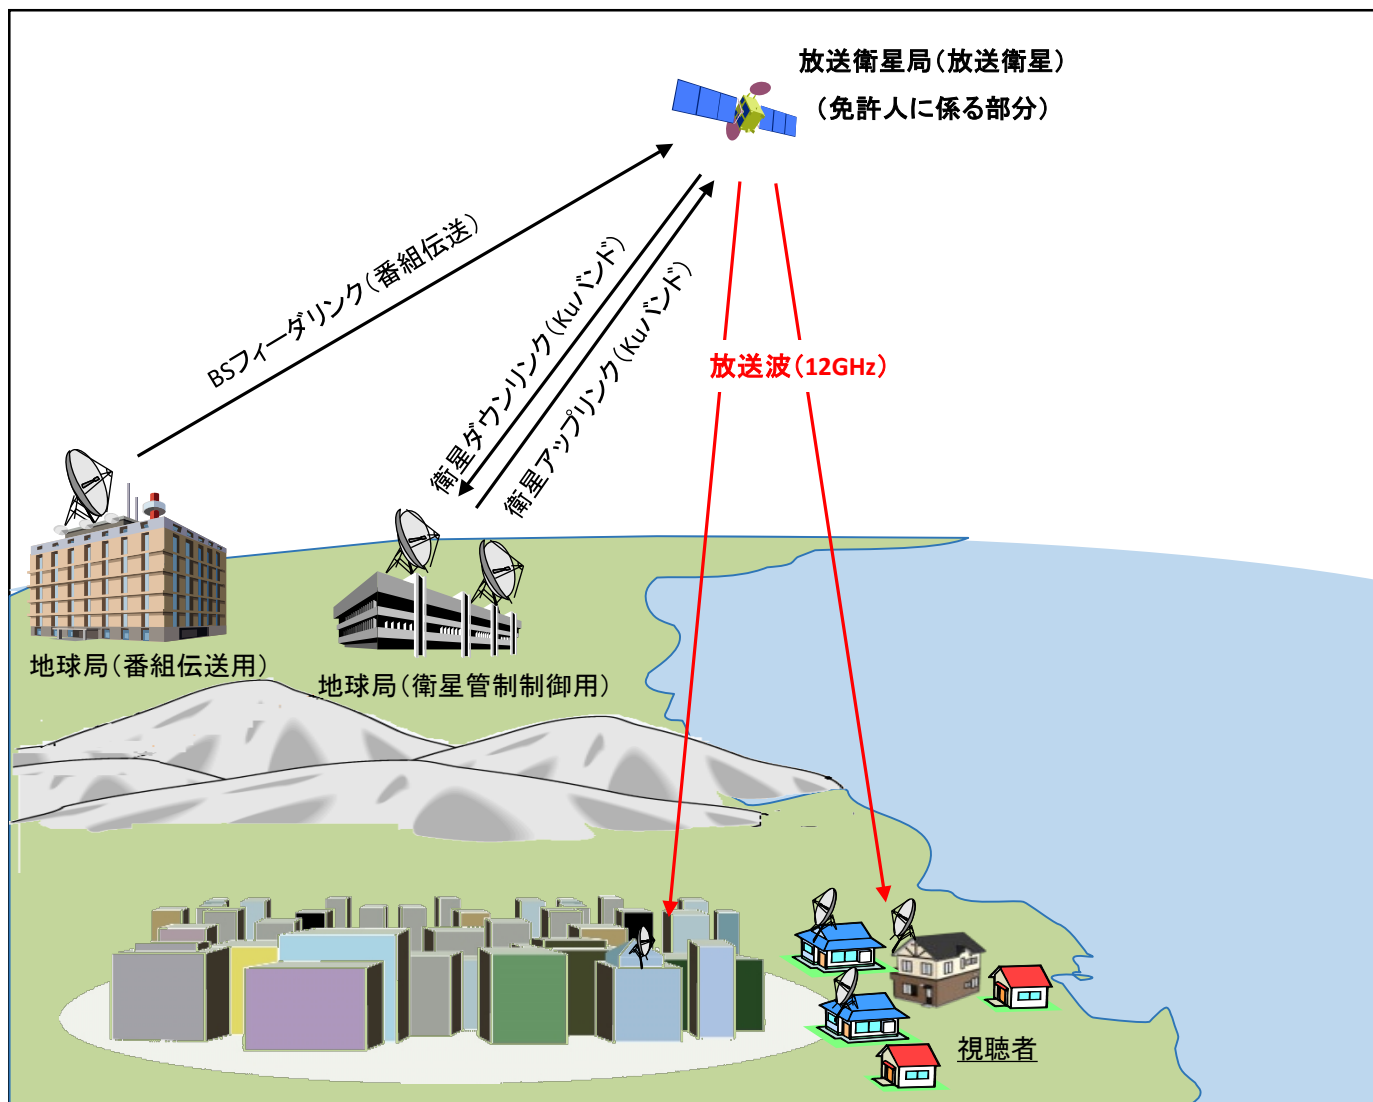 放送衛星局（放送衛星）
（免許人に係る部分）
BSフィーダリンク（番組伝送）
衛星ダウンリンク（Kuバンド）
衛星アップリンク（Kuバンド）
放送波（12GHz）
地球局（番組伝送用）
地球局（衛星管制制御用）
視聴者